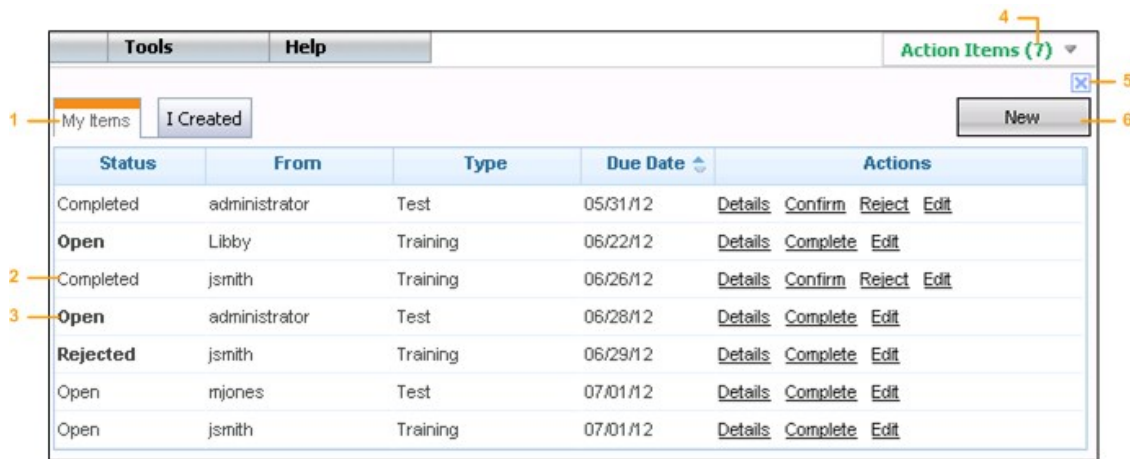 4
Tools Help Action Items (7)
5
1 My Items I Created New 6
Status From Type Due Date Actions
Completed administrator Test 05/31/12 Details Confirm Reject Edit
Open Libby Training 06/22/12 Details Complete Edit
2 Completed jsmith Training 06/26/12 Details Confirm Reject Edit
3 Open administrator Test 06/28/12 Details Complete Edit
Rejected jsmith Training 06/29/12 Details Complete Edit
Open mjones Test 07/01/12 Details Complete Edit
Open jsmith Training 07/01/12 Details Complete Edit